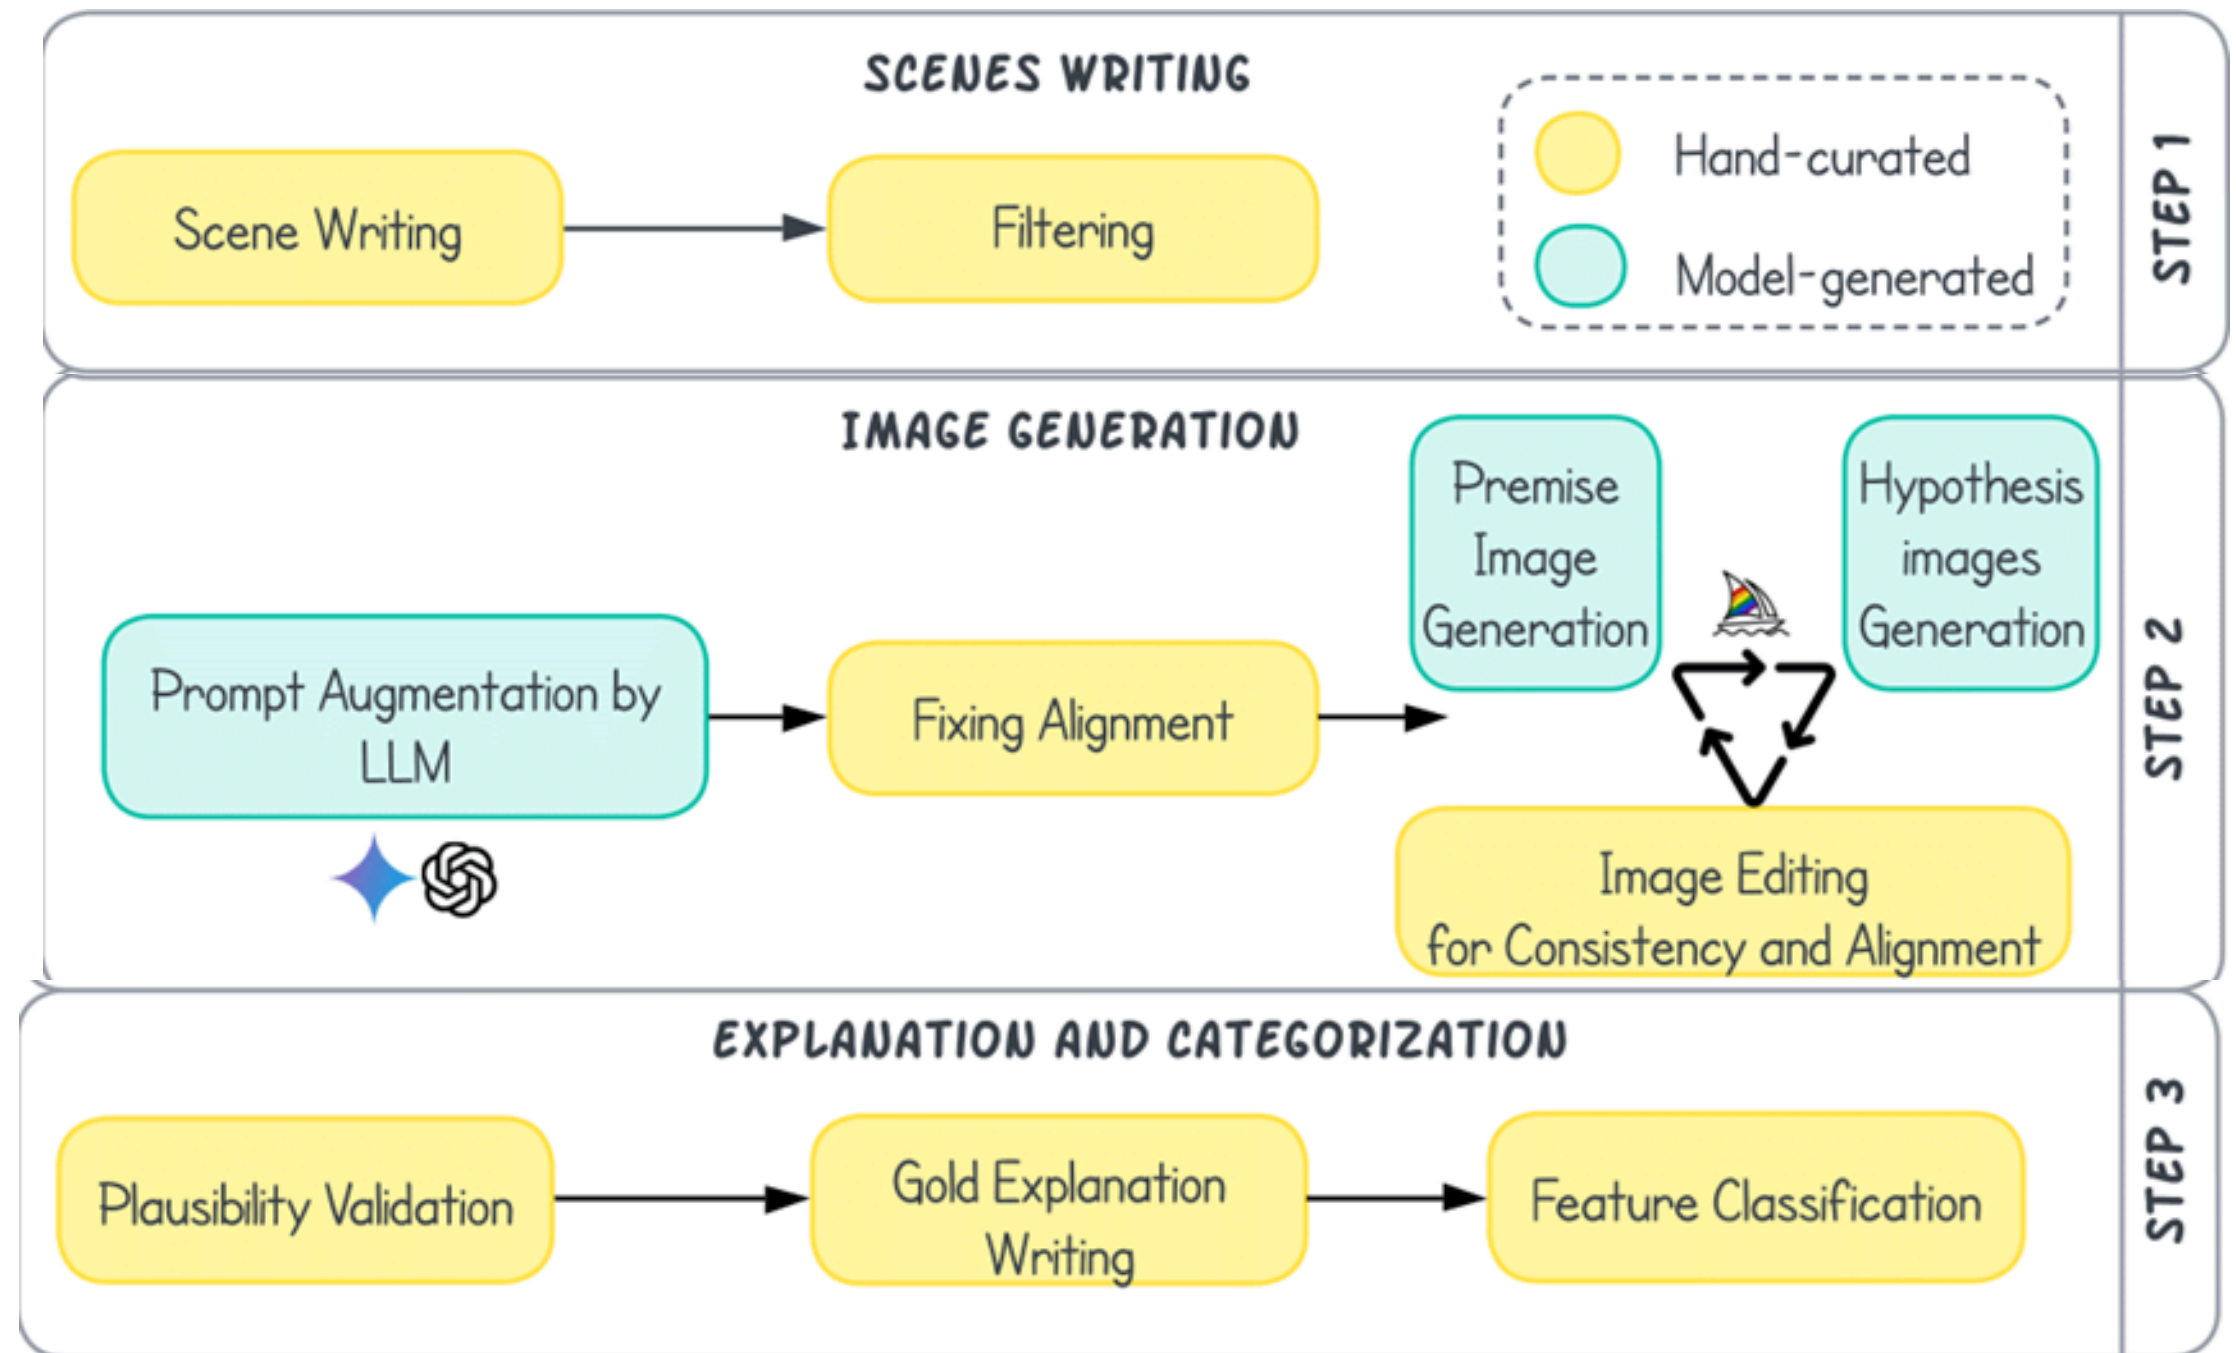 SCENES WRITING
Scene Writing
Filtering
Hand-curated
Model-generated
STEP 1
IMAGE GENERATION
Prompt Augmentation by
LLM
Fixing Alignment
Premise
Image
Generation
Hypothesis
images
Generation
Image Editing
for Consistency and Alignment
STEP 2
EXPLANATION AND CATEGORIZATION
Plausibility Validation
Gold Explanation
Writing
Feature Classification
STEP 3